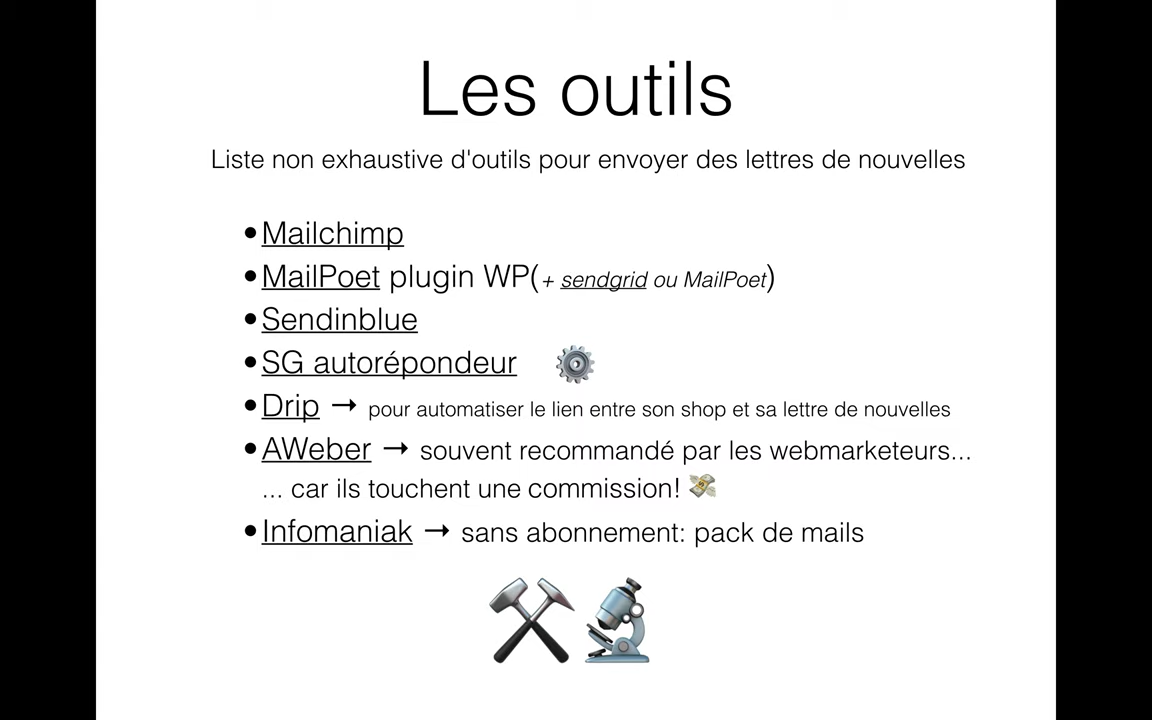 Les outils
Liste non exhaustive d'outils pour envoyer des lettres de nouvelles
•Mailchimp
•MailPoet plugin WP(+ sendgrid ou MailPoet)
•Sendinblue
•SG autorépondeur
•Drip → pour automatiser le lien entre son shop et sa lettre de nouvelles
•AWeber → souvent recommandé par les webmarketeurs...
... car ils touchent une commission!
•Infomaniak → sans abonnement: pack de mails